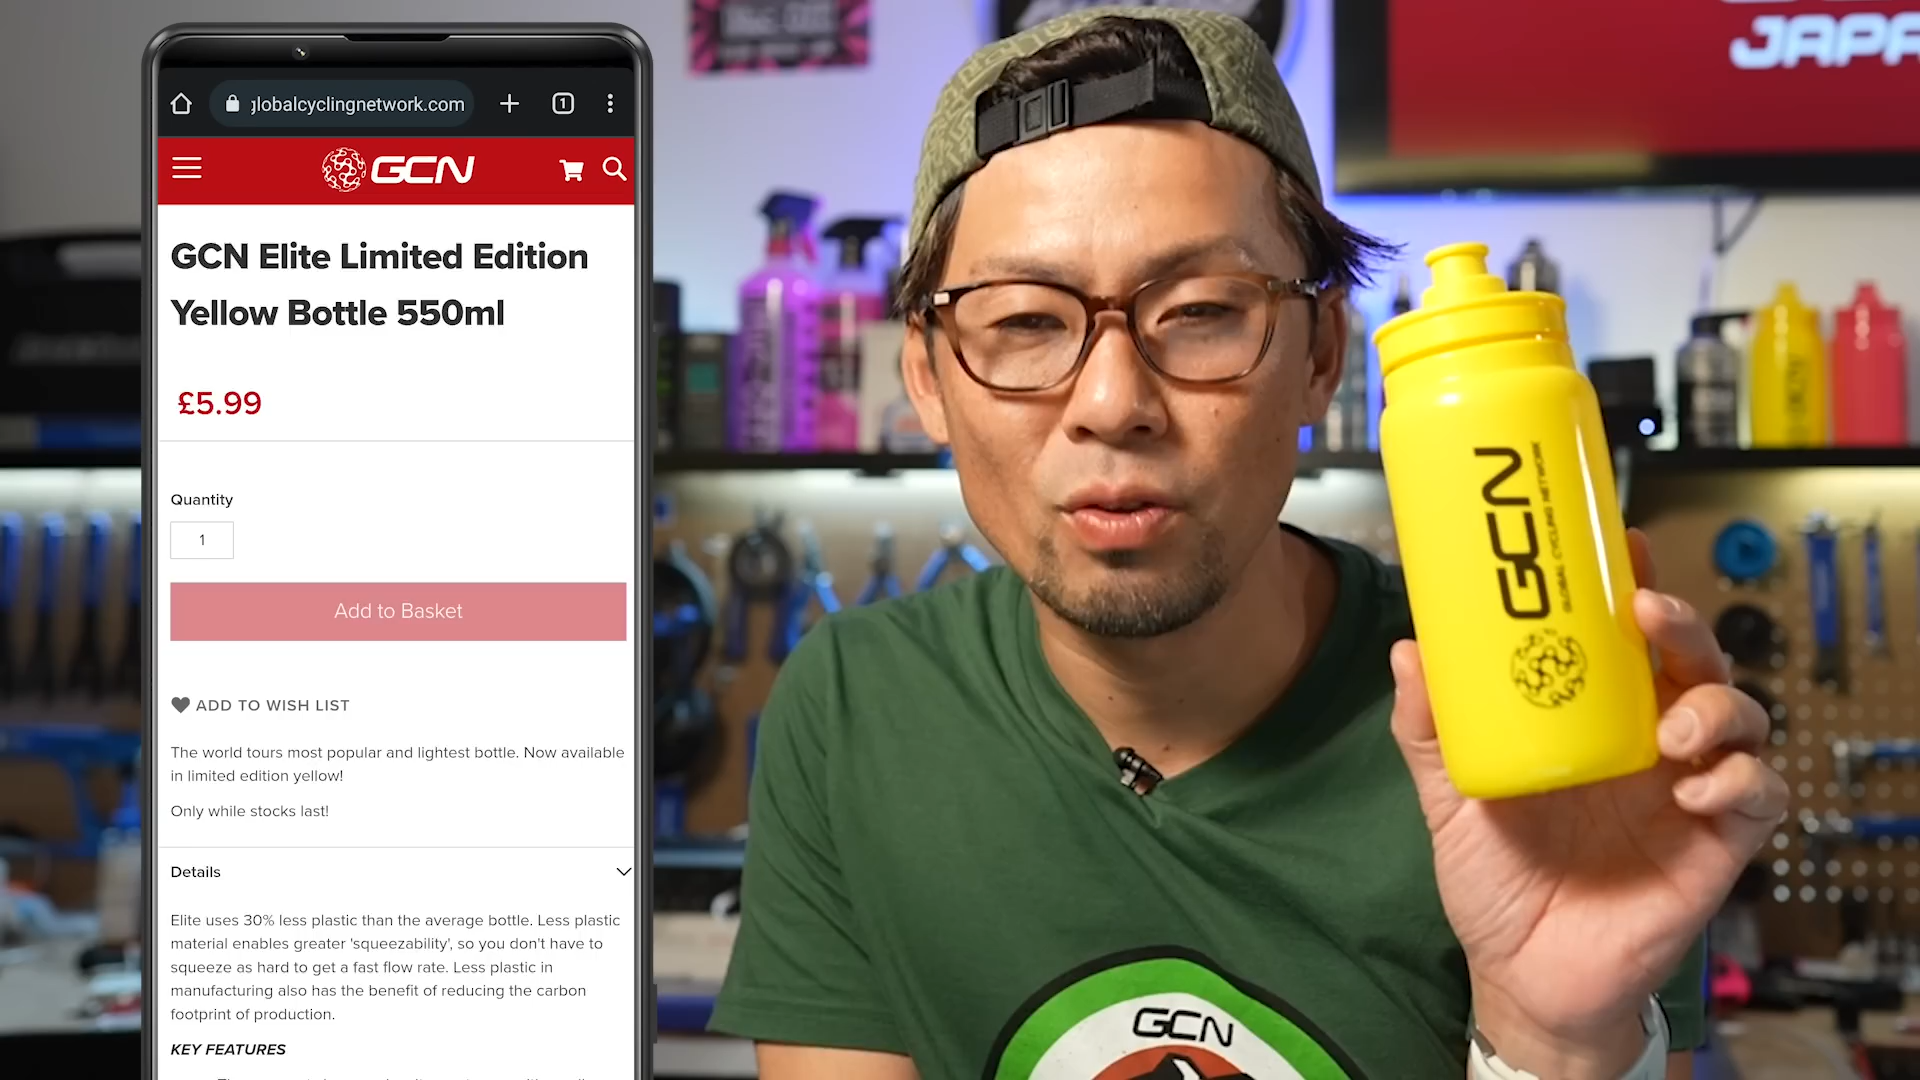 globalcyclingnetwork.com
1
GCN
GCN Elite Limited Edition
Yellow Bottle 550ml
£5.99
Quantity
1
Add to Basket
ADD TO WISH LIST
The world tours most popular and lightest bottle. Now available
in limited edition yellow!
Only while stocks last!
Details
Elite uses 30% less plastic than the average bottle. Less plastic
material enables greater 'squeezability', so you don't have to
squeeze as hard to get a fast flow rate. Less plastic in
manufacturing also has the benefit of reducing the carbon
footprint of production.
KEY FEATURES
GCN
GLOBAL CYCLING NETWORK
GCN